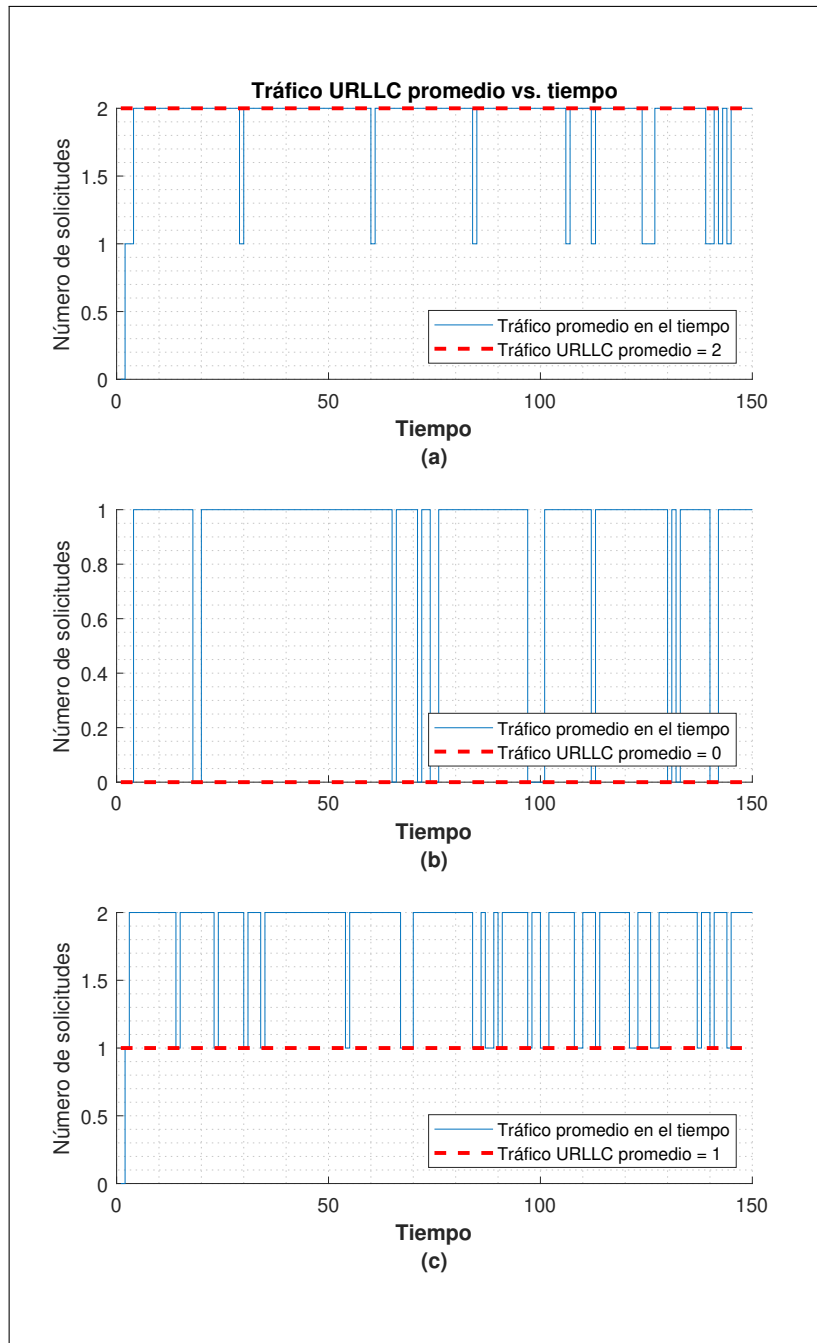 Tráfico URLLC promedio vs. tiempo
2
1.5
1
0.5
0
Número de solicitudes
Tráfico promedio en el tiempo
Tráfico URLLC promedio = 2
0 50 100 150
Tiempo
(a)
1
0.8
0.6
0.4
0.2
0
Número de solicitudes
Tráfico promedio en el tiempo
Tráfico URLLC promedio = 0
0 50 100 150
Tiempo
(b)
2
1.5
1
0.5
0
Número de solicitudes
Tráfico promedio en el tiempo
Tráfico URLLC promedio = 1
0 50 100 150
Tiempo
(c)